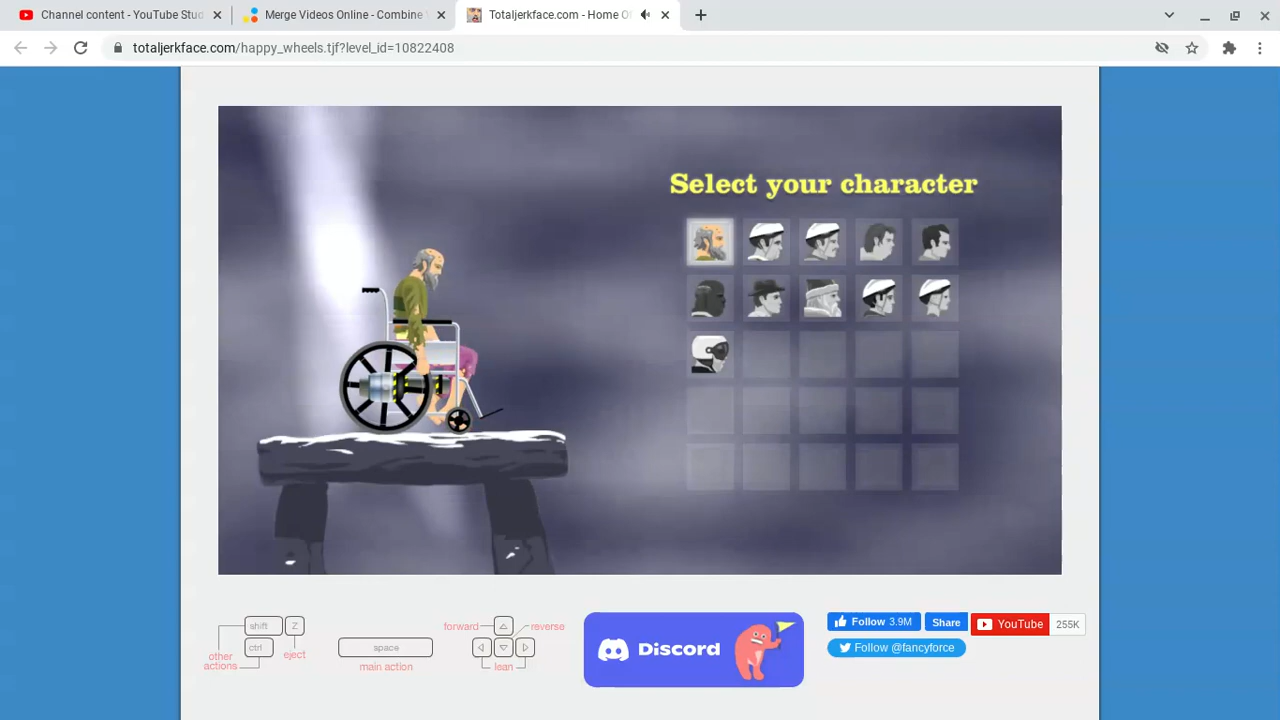 Channel content - YouTube Stud
Merge Videos Online - Combine
Totaljerkface.com - Home O
totaljerkface.com/happy_wheels.tjf?level_id=10822408
Select your character
shift
Z
ctrl
other
actions
eject
space
main action
forward
reverse
lean
Discord
Follow 3.9M
Share
YouTube
255K
Follow @fancyforce